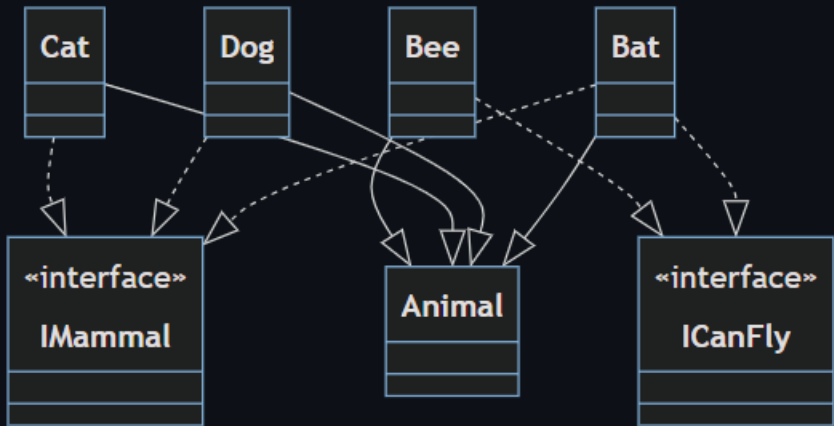 Cat
Dog
Bee
Bat
«interface»
IMammal
Animal
«interface»
ICanFly